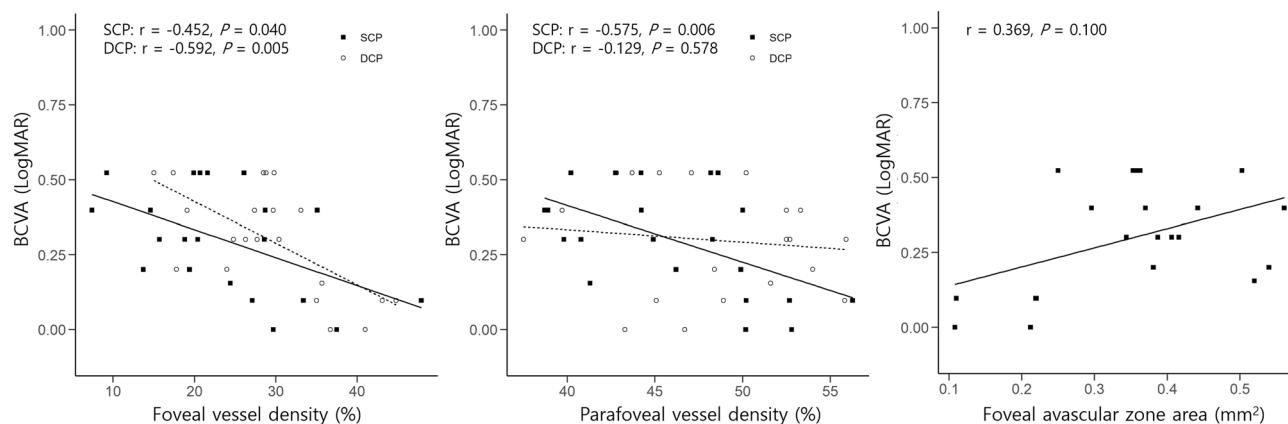 SCP: r = -0.452, P = 0.040
DCP: r = -0.592, P = 0.005
SCP
DCP
BCVA (LogMAR)
1.00
0.75
0.50
0.25
0.00
10 20 30 40
Foveal vessel density (%)
SCP: r = -0.575, P = 0.006
DCP: r = -0.129, P = 0.578
SCP
DCP
BCVA (LogMAR)
1.00
0.75
0.50
0.25
0.00
40 45 50 55
Parafoveal vessel density (%)
r = 0.369, P = 0.100
BCVA (LogMAR)
1.00
0.75
0.50
0.25
0.00
0.1 0.2 0.3 0.4 0.5
Foveal avascular zone area (mm²)